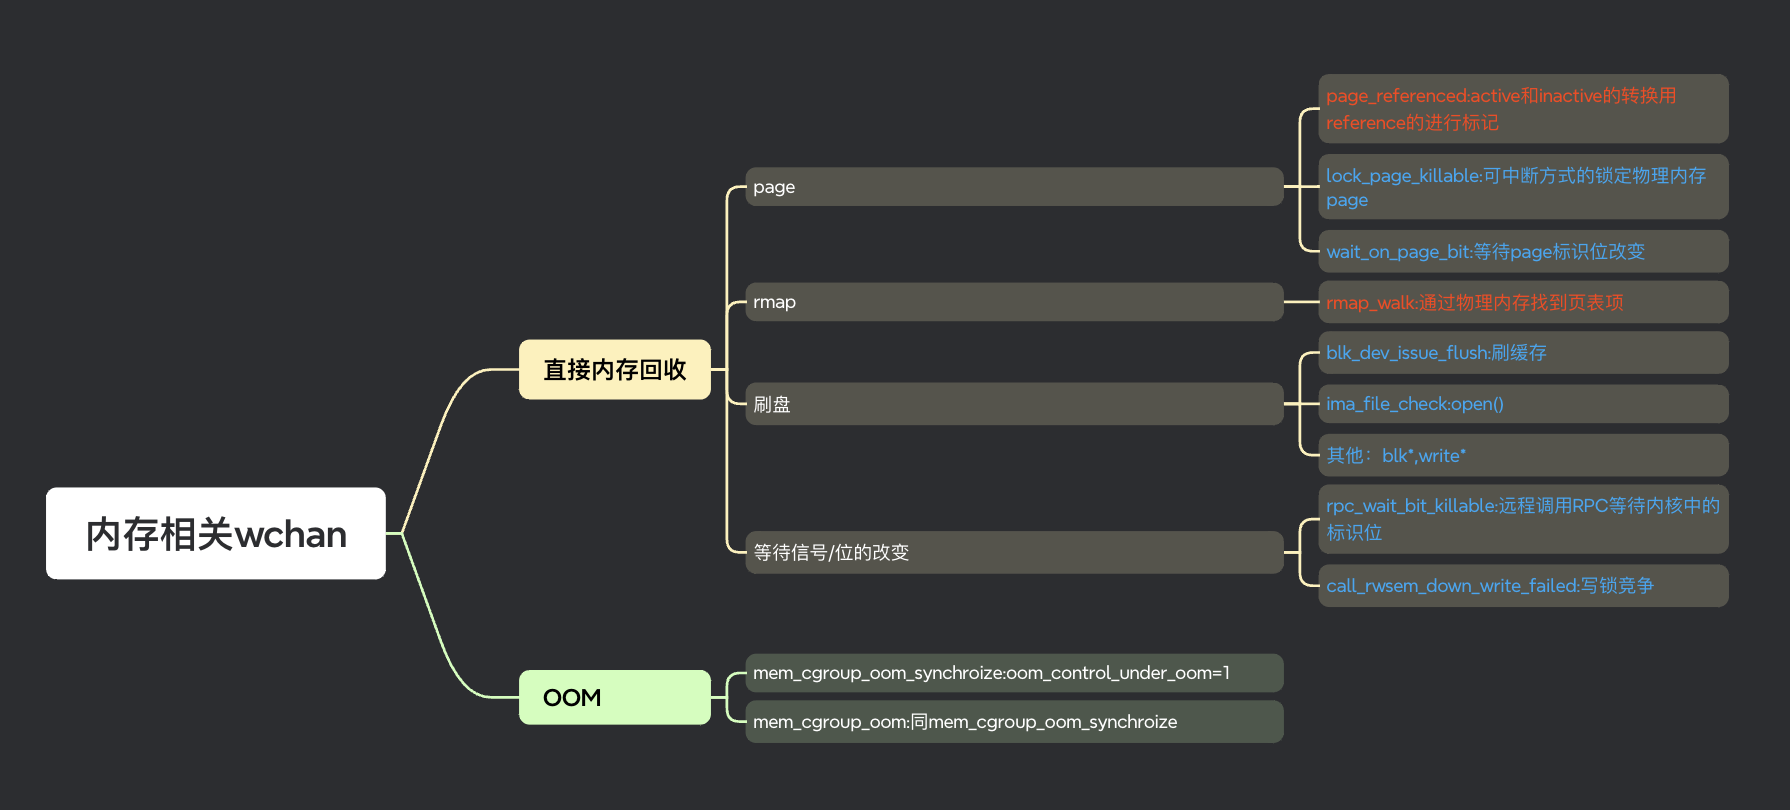 内存相关wchan
直接内存回收
page
page_referenced:active和inactive的转换用
reference的进行标记
lock_page_killable:可中断方式的锁定物理内存
page
wait_on_page_bit:等待page标识位改变
rmap
rmap_walk:通过物理内存找到页表项
刷盘
blk_dev_issue_flush:刷缓存
ima_file_check:open()
其他：blk*,write*
等待信号/位的改变
rpc_wait_bit_killable:远程调用RPC等待内核中的
标识位
call_rwsem_down_write_failed:写锁竞争
OOM
mem_cgroup_oom_synchroize:oom_control_under_oom=1
mem_cgroup_oom:同mem_cgroup_oom_synchroize